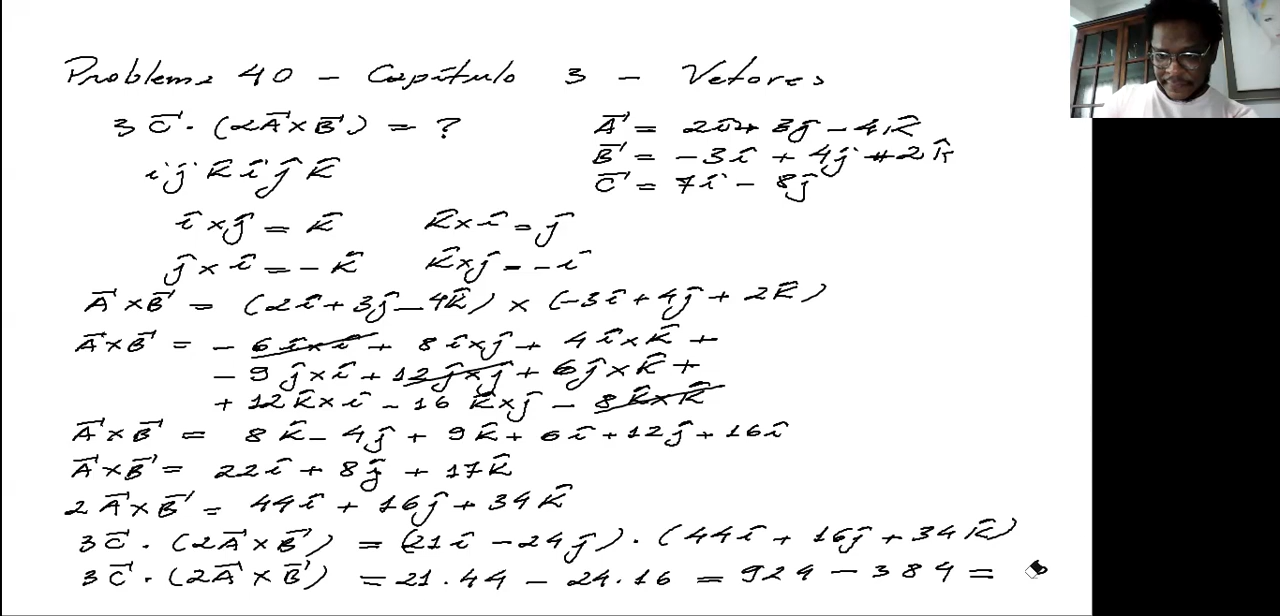 Problema 40 - Capítulo 3 - Vetores
3 C⃗ · (2A⃗ × B⃗) = ? A⃗ = 2î + 3ĵ - 4k̂
B⃗ = -3î + 4ĵ + 2k̂
î ĵ k̂ î ĵ k̂ C⃗ = 7î - 8ĵ
î × ĵ = k̂ k̂ × î = ĵ
ĵ × î = -k̂ k̂ × ĵ = -î
A⃗ × B⃗ = (2î + 3ĵ - 4k̂) × (-3î + 4ĵ + 2k̂)
A⃗ × B⃗ = - 6 î × î + 8 î × ĵ + 4 î × k̂ +
- 9 ĵ × î + 12 ĵ × ĵ + 6 ĵ × k̂ +
+ 12 k̂ × î - 16 k̂ × ĵ - 8 k̂ × k̂
A⃗ × B⃗ = 8k̂ - 4ĵ + 9k̂ + 6î + 12ĵ + 16î
A⃗ × B⃗ = 22î + 8ĵ + 17k̂
2 A⃗ × B⃗ = 44î + 16ĵ + 34k̂
3C⃗ · (2A⃗ × B⃗) = (21î - 24ĵ) · (44î + 16ĵ + 34k̂)
3C⃗ · (2A⃗ × B⃗) = 21.44 - 24.16 = 924 - 384 =